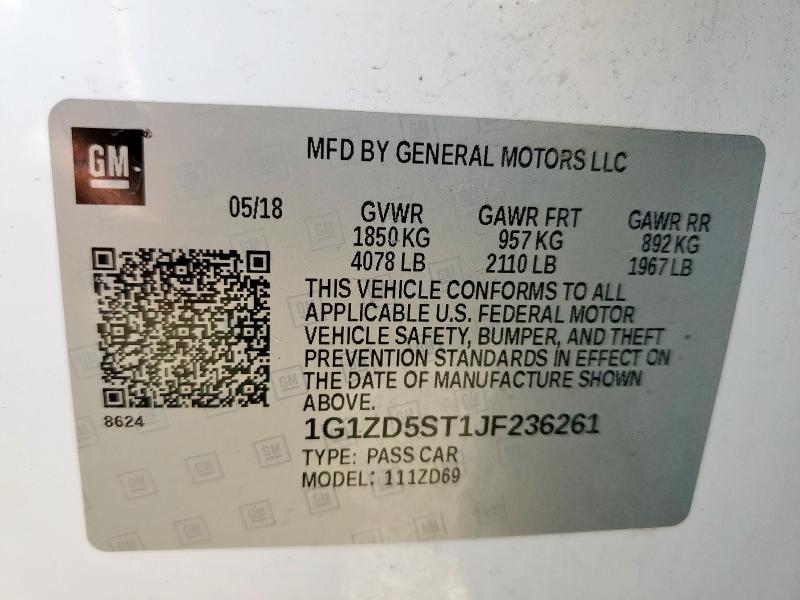 GM
MFD BY GENERAL MOTORS LLC
05/18
GVWR GAWR FRT GAWR RR
1850 KG 957 KG 892 KG
4078 LB 2110 LB 1967 LB
THIS VEHICLE CONFORMS TO ALL
APPLICABLE U.S. FEDERAL MOTOR
VEHICLE SAFETY, BUMPER, AND THEFT
PREVENTION STANDARDS IN EFFECT ON
THE DATE OF MANUFACTURE SHOWN
ABOVE.
8624
1G1ZD5ST1JF236261
TYPE: PASS CAR
MODEL: 111ZD69